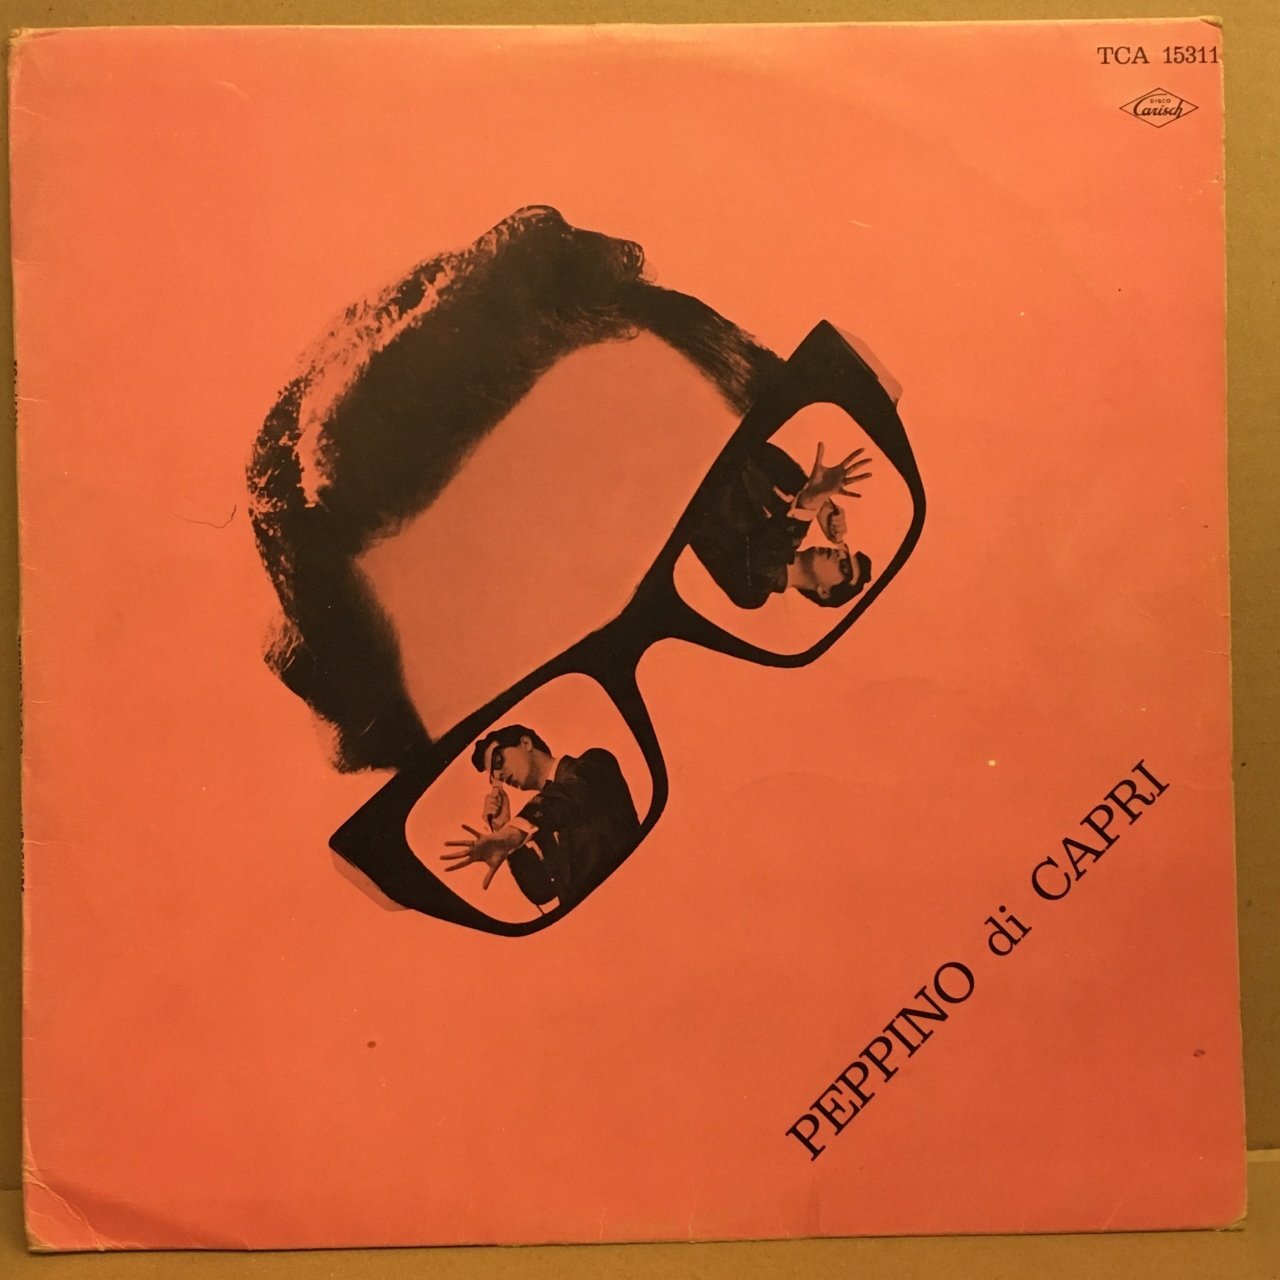 TCA 15311
DISCO
Carisch
PEPPINO di CAPRI